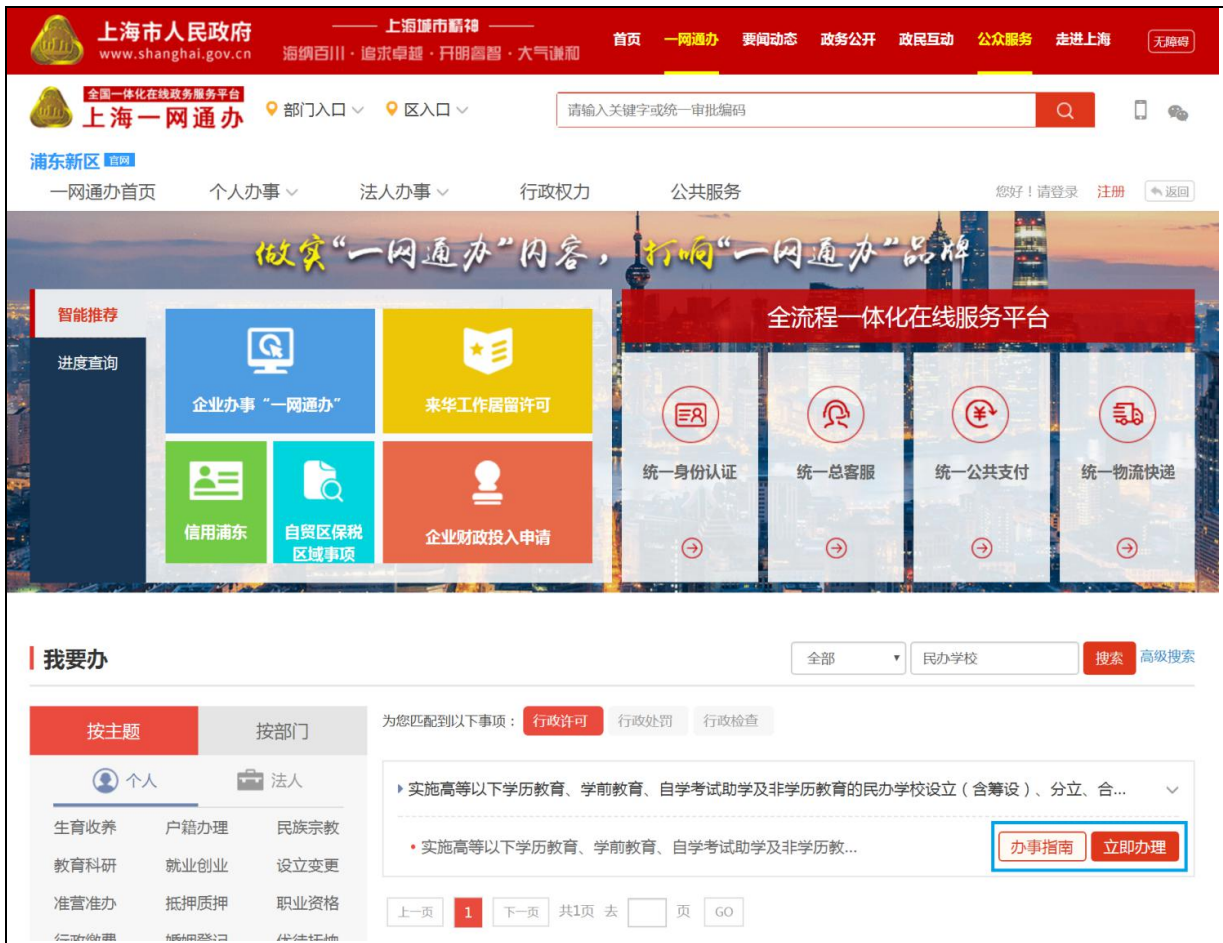 上海市人民政府
www.shanghai.gov.cn
上海城市精神
海纳百川·追求卓越·开明睿智·大气谦和
首页 一网通办 要闻动态 政务公开 政民互动 公众服务 走进上海 无障碍
全国一体化在线政务服务平台
上海一网通办
部门入口 区入口
请输入关键字或统一审批编码
浦东新区 官网
一网通办首页 个人办事 法人办事 行政权力 公共服务
您好！请登录 注册 返回
做实“一网通办”内容，打响“一网通办”品牌
智能推荐
进度查询
企业办事“一网通办”
来华工作居留许可
信用浦东
自贸区保税
区域事项
企业财政投入申请
全流程一体化在线服务平台
统一身份认证 统一总客服 统一公共支付 统一物流快递
我要办
全部 民办学校 搜索 高级搜索
按主题 按部门
个人 法人
生育收养 户籍办理 民族宗教
教育科研 就业创业 设立变更
准营准办 抵押质押 职业资格
行政缴费 婚姻登记 优待抚恤
为您匹配到以下事项： 行政许可 行政处罚 行政检查
实施高等以下学历教育、学前教育、自学考试助学及非学历教育的民办学校设立（含筹设）、分立、合...
实施高等以下学历教育、学前教育、自学考试助学及非学历教... 办事指南 立即办理
上一页 1 下一页 共1页 去 页 GO